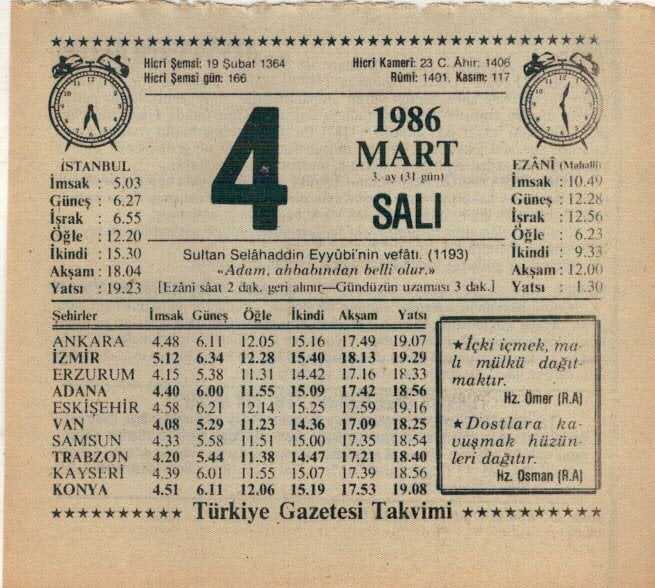 Hicri Şemsi: 19 Şubat 1364
Hicri Şemsi gün: 166
Hicri Kameri: 23 C. Âhir: 1406
Rûmi: 1401, Kasım: 117
4
1986
MART
3. ay (31 gün)
SALI
İSTANBUL
İmsak : 5.03
Güneş : 6.27
İşrak : 6.55
Öğle : 12.20
İkindi : 15.30
Akşam : 18.04
Yatsı : 19.23
EZÂNİ (Mahallî)
İmsak : 10.49
Güneş : 12.28
İşrak : 12.56
Öğle : 6.23
İkindi : 9.33
Akşam : 12.00
Yatsı : 1.30
Sultan Selâhaddin Eyyûbi'nin vefâtı. (1193)
«Adam, ahbabından belli olur.»
[Ezâni sâat 2 dak. geri alınır—Gündüzün uzaması 3 dak.]
Şehirler İmsak Güneş Öğle İkindi Akşam Yatsı
ANKARA 4.48 6.11 12.05 15.16 17.49 19.07
İZMİR 5.12 6.34 12.28 15.40 18.13 19.29
ERZURUM 4.15 5.38 11.31 14.42 17.16 18.33
ADANA 4.40 6.00 11.55 15.09 17.42 18.56
ESKİŞEHİR 4.58 6.21 12.14 15.25 17.59 19.16
VAN 4.08 5.29 11.23 14.36 17.09 18.25
SAMSUN 4.33 5.58 11.51 15.00 17.35 18.54
TRABZON 4.20 5.44 11.38 14.47 17.21 18.40
KAYSERİ 4.39 6.01 11.55 15.07 17.39 18.56
KONYA 4.51 6.11 12.06 15.19 17.53 19.08
★İçki içmek, ma-
lı mülkü dağıt-
maktır.
Hz. Ömer (R.A)
★Dostlara ka-
vuşmak hüzün-
leri dağıtır.
Hz. Osman (R.A)
Türkiye Gazetesi Takvimi